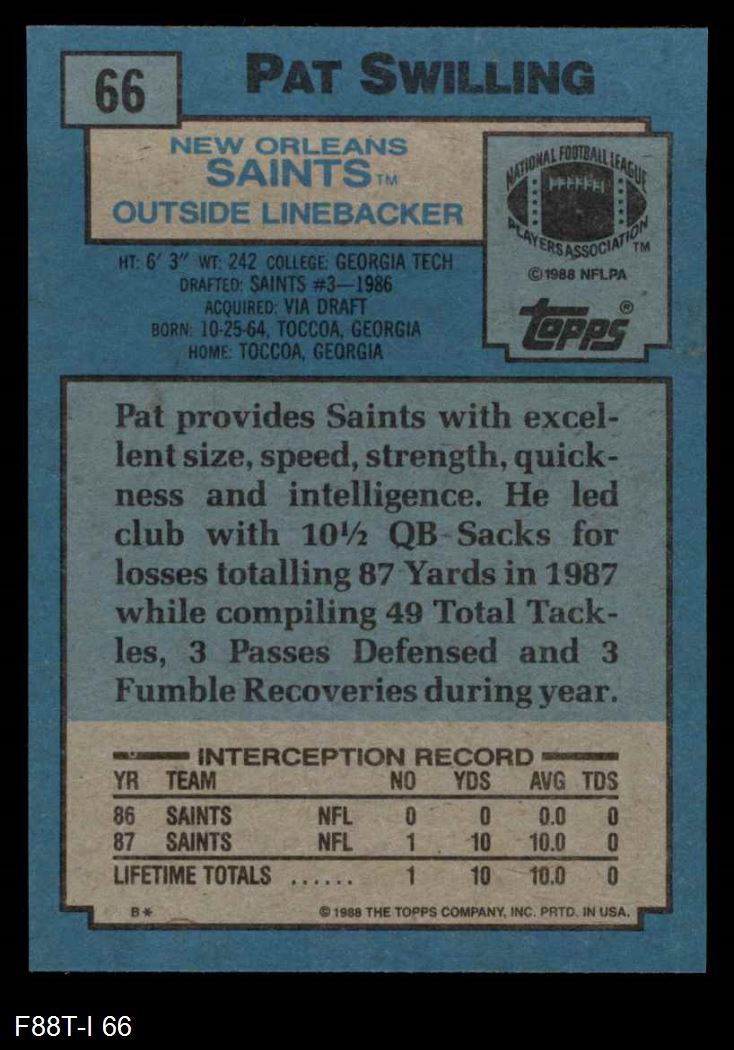 66
PAT SWILLING
NEW ORLEANS
SAINTS TM
OUTSIDE LINEBACKER
NATIONAL FOOTBALL LEAGUE
PLAYERS ASSOCIATION TM
© 1988 NFLPA
topps®
HT: 6' 3" WT: 242 COLLEGE: GEORGIA TECH
DRAFTED: SAINTS #3—1986
ACQUIRED: VIA DRAFT
BORN: 10-25-64, TOCCOA, GEORGIA
HOME: TOCCOA, GEORGIA
Pat provides Saints with excel-
lent size, speed, strength, quick-
ness and intelligence. He led
club with 10½ QB Sacks for
losses totalling 87 Yards in 1987
while compiling 49 Total Tack-
les, 3 Passes Defensed and 3
Fumble Recoveries during year.
INTERCEPTION RECORD
YR TEAM NO YDS AVG TDS
86 SAINTS NFL 0 0 0.0 0
87 SAINTS NFL 1 10 10.0 0
LIFETIME TOTALS ...... 1 10 10.0 0
B* © 1988 THE TOPPS COMPANY, INC. PRTD. IN USA.
F88T-I 66